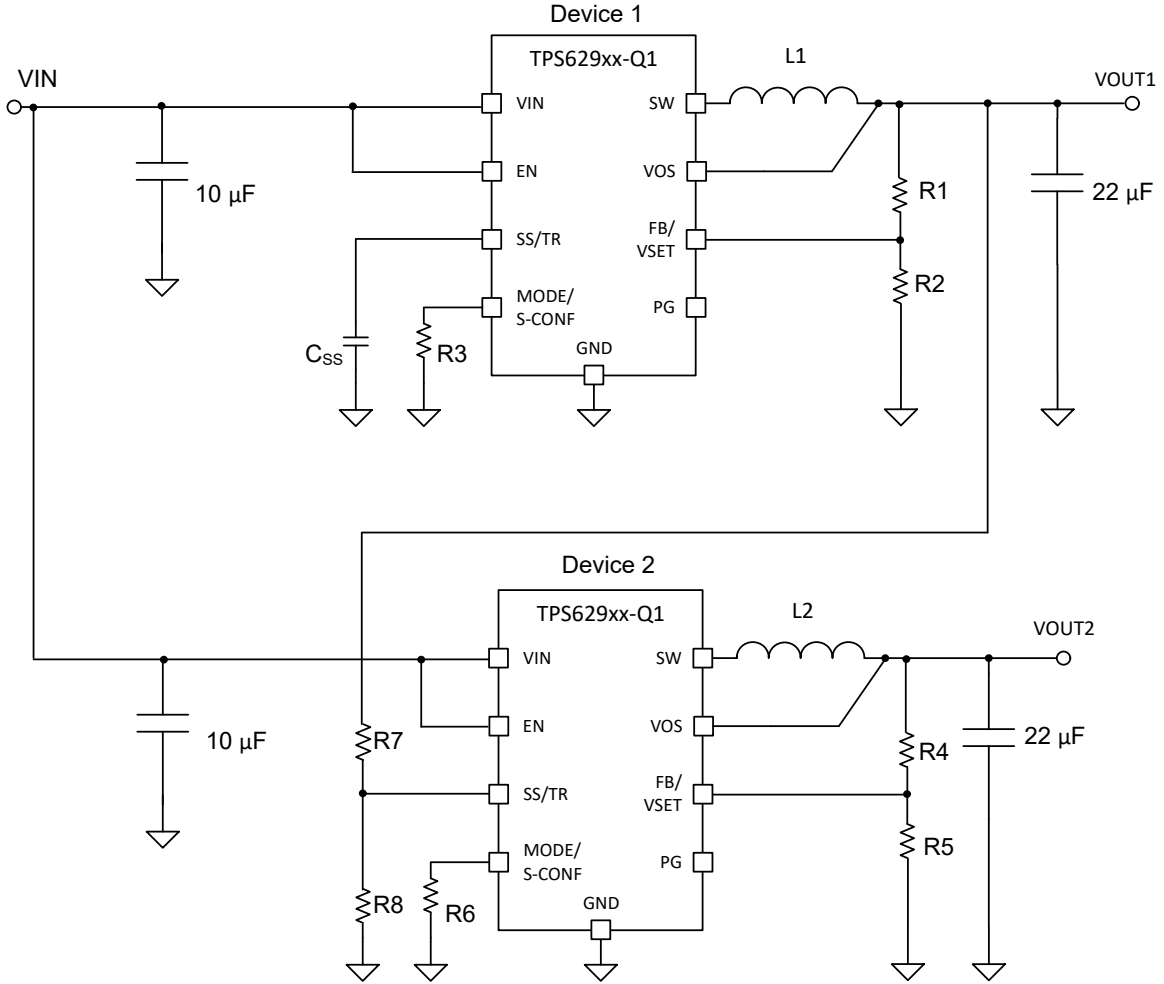 Device 1
TPS629xx-Q1
L1
VIN
VOUT1
VIN
SW
EN
VOS
10 µF
R1
22 µF
SS/TR
FB/
VSET
R2
MODE/
S-CONF
PG
CSS
R3
GND
Device 2
TPS629xx-Q1
L2
VOUT2
VIN
SW
EN
VOS
10 µF
R7
R4
22 µF
SS/TR
FB/
VSET
R5
MODE/
S-CONF
PG
R8
R6
GND